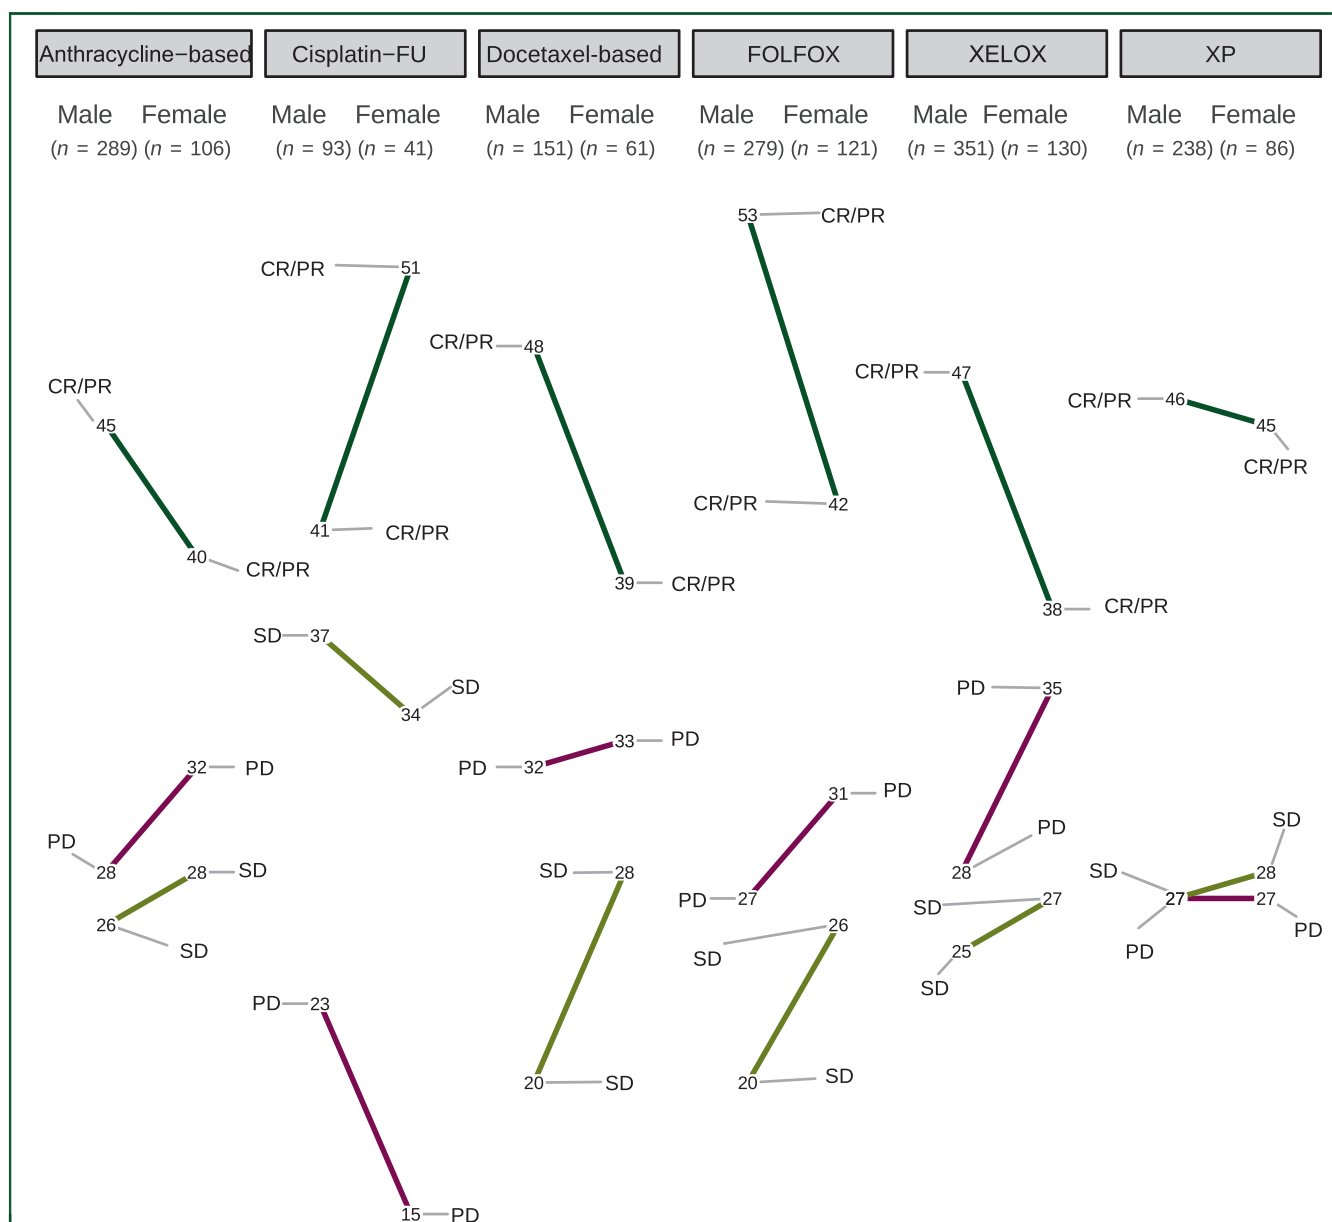 Anthracycline−based Cisplatin−FU Docetaxel-based FOLFOX XELOX XP
Male Female Male Female Male Female Male Female Male Female Male Female
(n = 289) (n = 106) (n = 93) (n = 41) (n = 151) (n = 61) (n = 279) (n = 121) (n = 351) (n = 130) (n = 238) (n = 86)
53 CR/PR
CR/PR 51
CR/PR 48
CR/PR 47
CR/PR
CR/PR 46
45 45
CR/PR
CR/PR 42
41 CR/PR
40 CR/PR
39 CR/PR
38 CR/PR
SD 37
SD
PD 35
34
33 PD
32 PD
PD 32
31 PD
SD
PD
PD
28 28 SD
SD 28
28
SD 28
PD 27
SD 27
27 27
26 SD
SD 26
25
PD
PD
SD
PD 23
20 SD
20 SD
15 PD